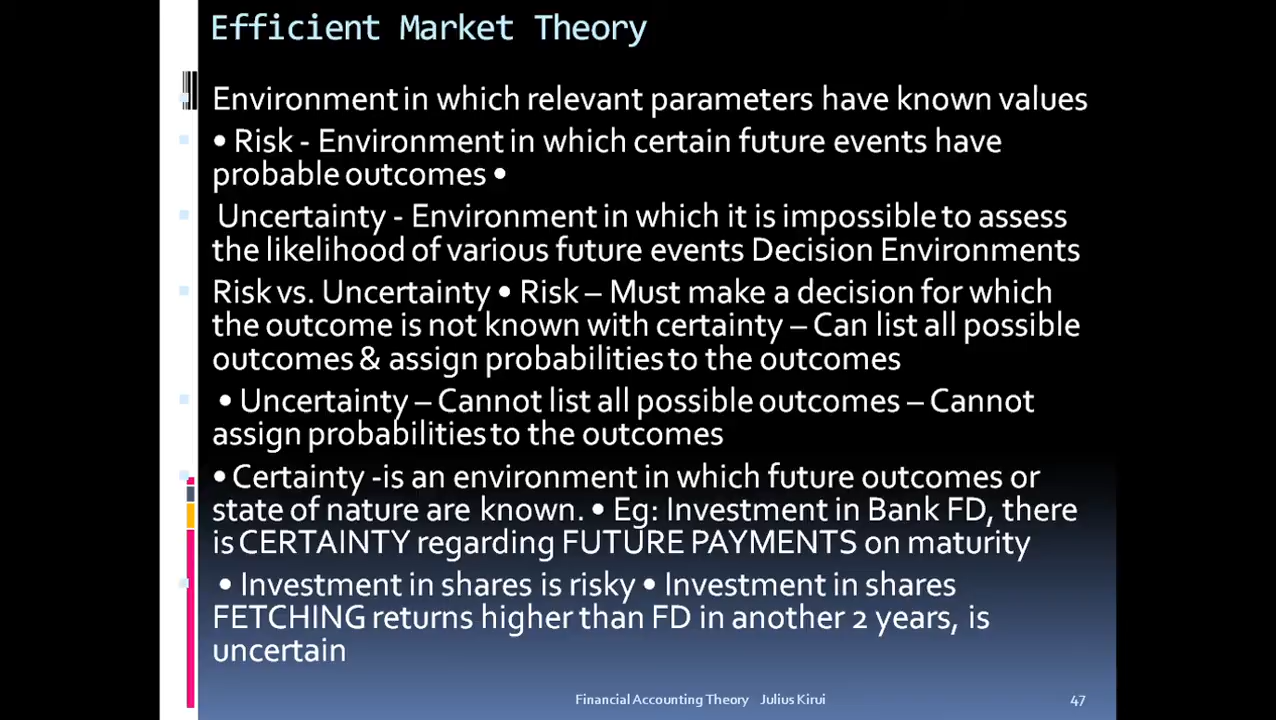 Efficient Market Theory
Environment in which relevant parameters have known values
• Risk - Environment in which certain future events have
probable outcomes •
Uncertainty - Environment in which it is impossible to assess
the likelihood of various future events Decision Environments
Risk vs. Uncertainty • Risk – Must make a decision for which
the outcome is not known with certainty – Can list all possible
outcomes & assign probabilities to the outcomes
• Uncertainty – Cannot list all possible outcomes – Cannot
assign probabilities to the outcomes
• Certainty -is an environment in which future outcomes or
state of nature are known. • Eg: Investment in Bank FD, there
is CERTAINTY regarding FUTURE PAYMENTS on maturity
• Investment in shares is risky • Investment in shares
FETCHING returns higher than FD in another 2 years, is
uncertain
Financial Accounting Theory Julius Kirui 47